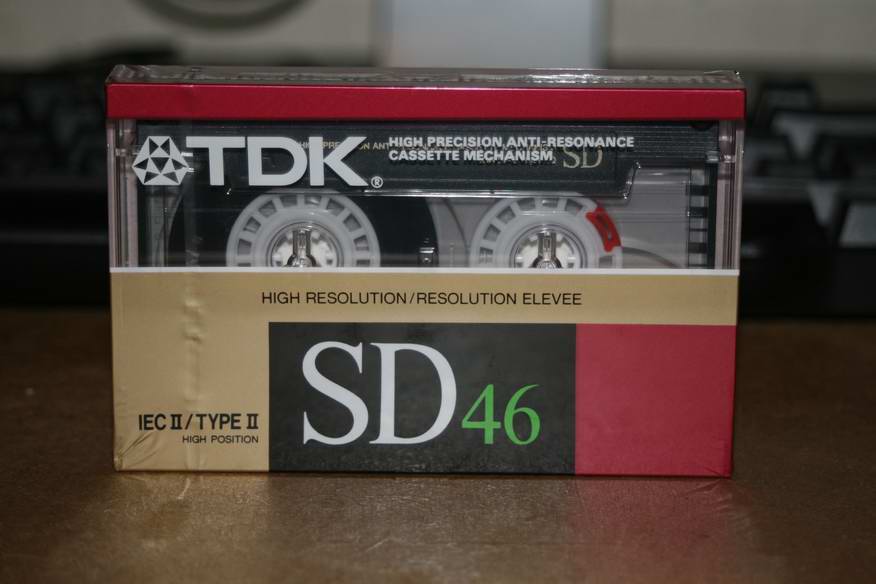 TDK®
HIGH PRECISION ANTI-RESONANCE
CASSETTE MECHANISM
SD
HIGH RESOLUTION/RESOLUTION ELEVEE
SD46
IEC II/TYPE II
HIGH POSITION